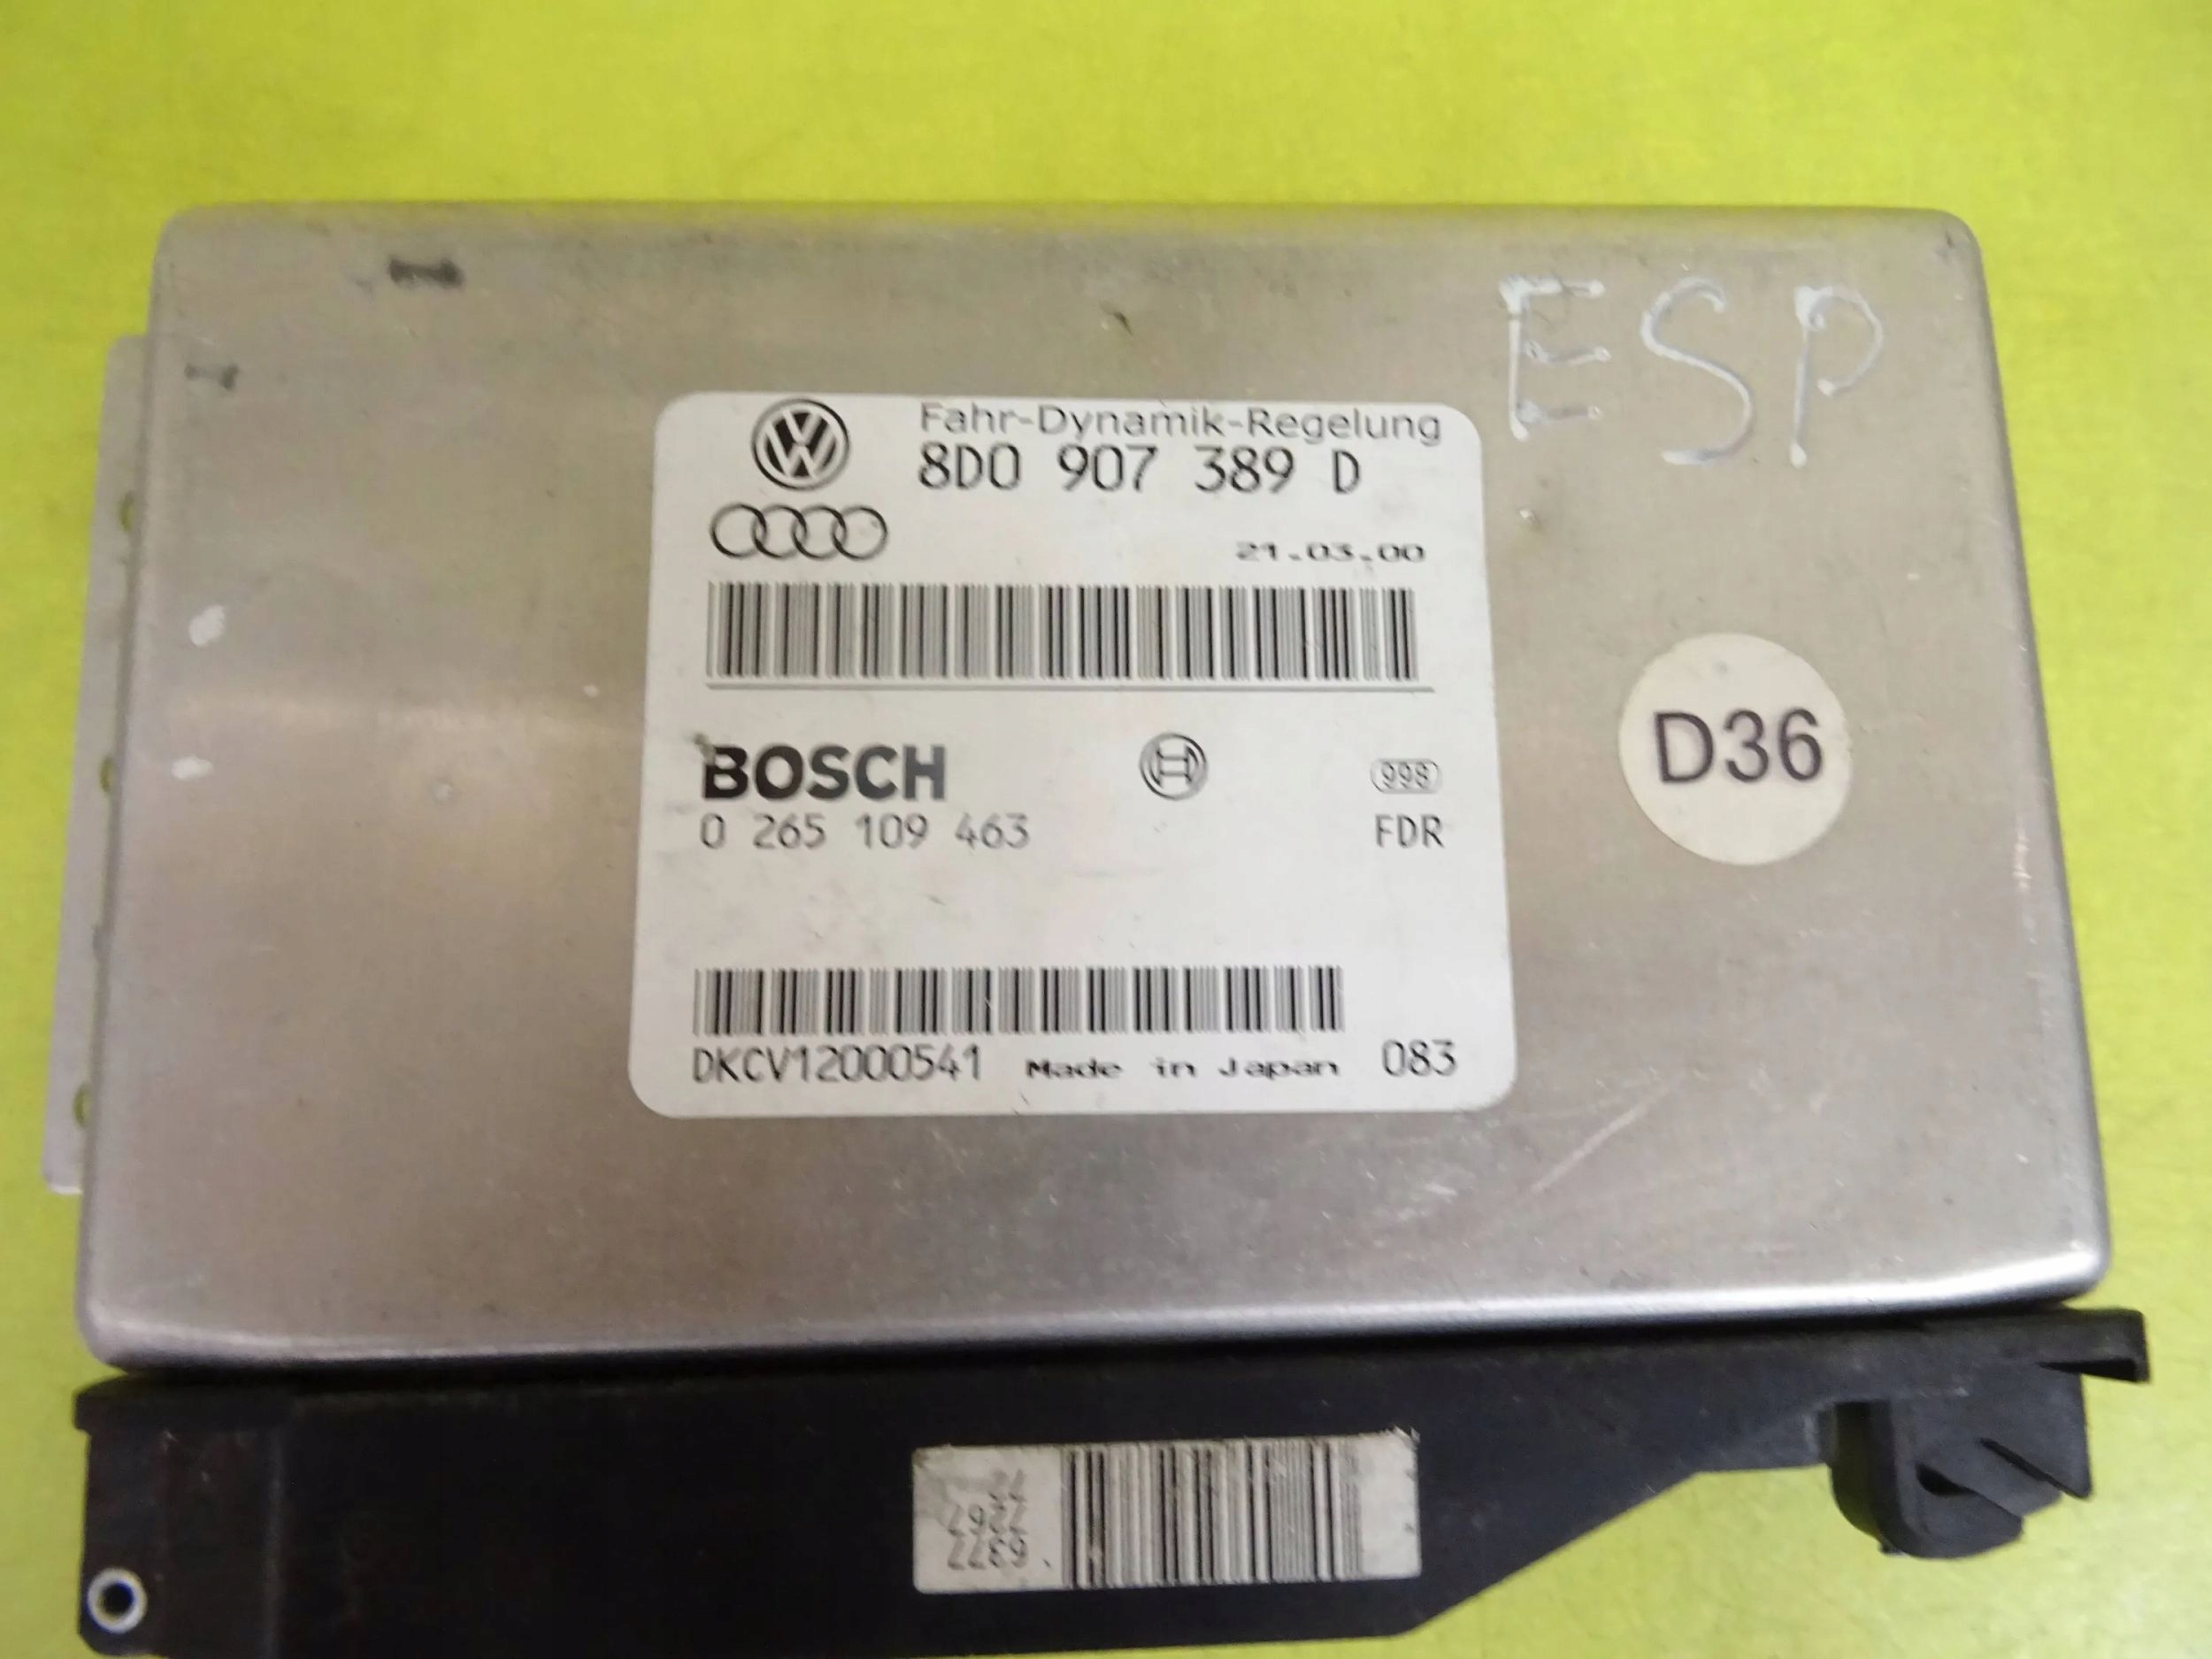 ESP
Fahr-Dynamik-Regelung
8D0 907 389 D
21.03.00
D36
BOSCH
998
0 265 109 463
FDR
DKCV12000541 Made in Japan 083